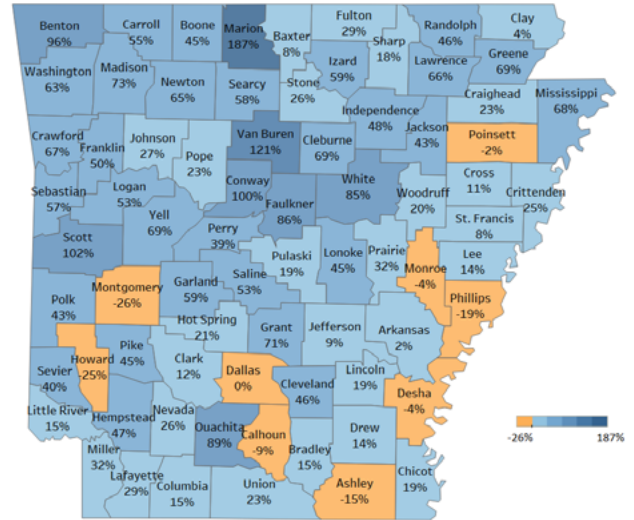 Benton
96%
Carroll
55%
Boone
45%
Marion
187%
Baxter
8%
Fulton
29%
Sharp
18%
Randolph
46%
Clay
4%
Washington
63%
Madison
73%
Newton
65%
Searcy
58%
Stone
26%
Izard
59%
Lawrence
66%
Greene
69%
Craighead
23%
Mississippi
68%
Independence
48%
Jackson
43%
Poinsett
-2%
Crawford
67%
Franklin
50%
Johnson
27%
Pope
23%
Van Buren
121%
Cleburne
69%
Sebastian
57%
Logan
53%
Yell
69%
Conway
100%
Faulkner
86%
White
85%
Woodruff
20%
Cross
11%
Crittenden
25%
St. Francis
8%
Scott
102%
Perry
39%
Pulaski
19%
Lonoke
45%
Prairie
32%
Monroe
-4%
Lee
14%
Phillips
-19%
Polk
43%
Montgomery
-26%
Garland
59%
Saline
53%
Hot Spring
21%
Grant
71%
Jefferson
9%
Arkansas
2%
Sevier
40%
Howard
-25%
Pike
45%
Clark
12%
Dallas
0%
Cleveland
46%
Lincoln
19%
Desha
-4%
Little River
15%
Hempstead
47%
Nevada
26%
Ouachita
89%
Calhoun
-9%
Bradley
15%
Drew
14%
Miller
32%
Lafayette
29%
Columbia
15%
Union
23%
Ashley
-15%
Chicot
19%
-26% 187%